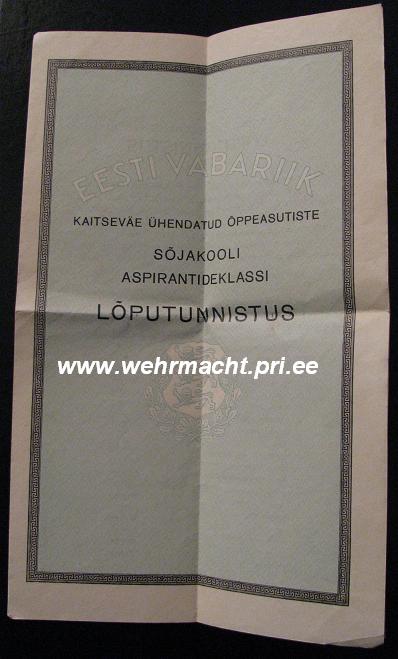 EESTI VABARIIK
KAITSEVÄE ÜHENDATUD ÕPPEASUTISTE
SÕJAKOOLI
ASPIRANTIDEKLASSI
LÕPUTUNNISTUS
www.wehrmacht.pri.ee